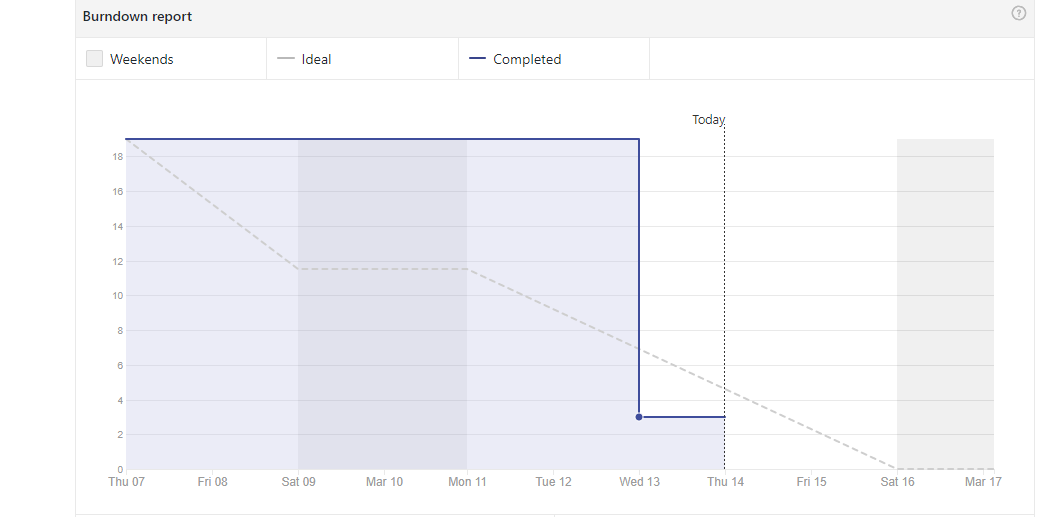 Burndown report
?
Weekends
Ideal
Completed
Today
18
16
14
12
10
8
6
4
2
0
Thu 07 Fri 08 Sat 09 Mar 10 Mon 11 Tue 12 Wed 13 Thu 14 Fri 15 Sat 16 Mar 17